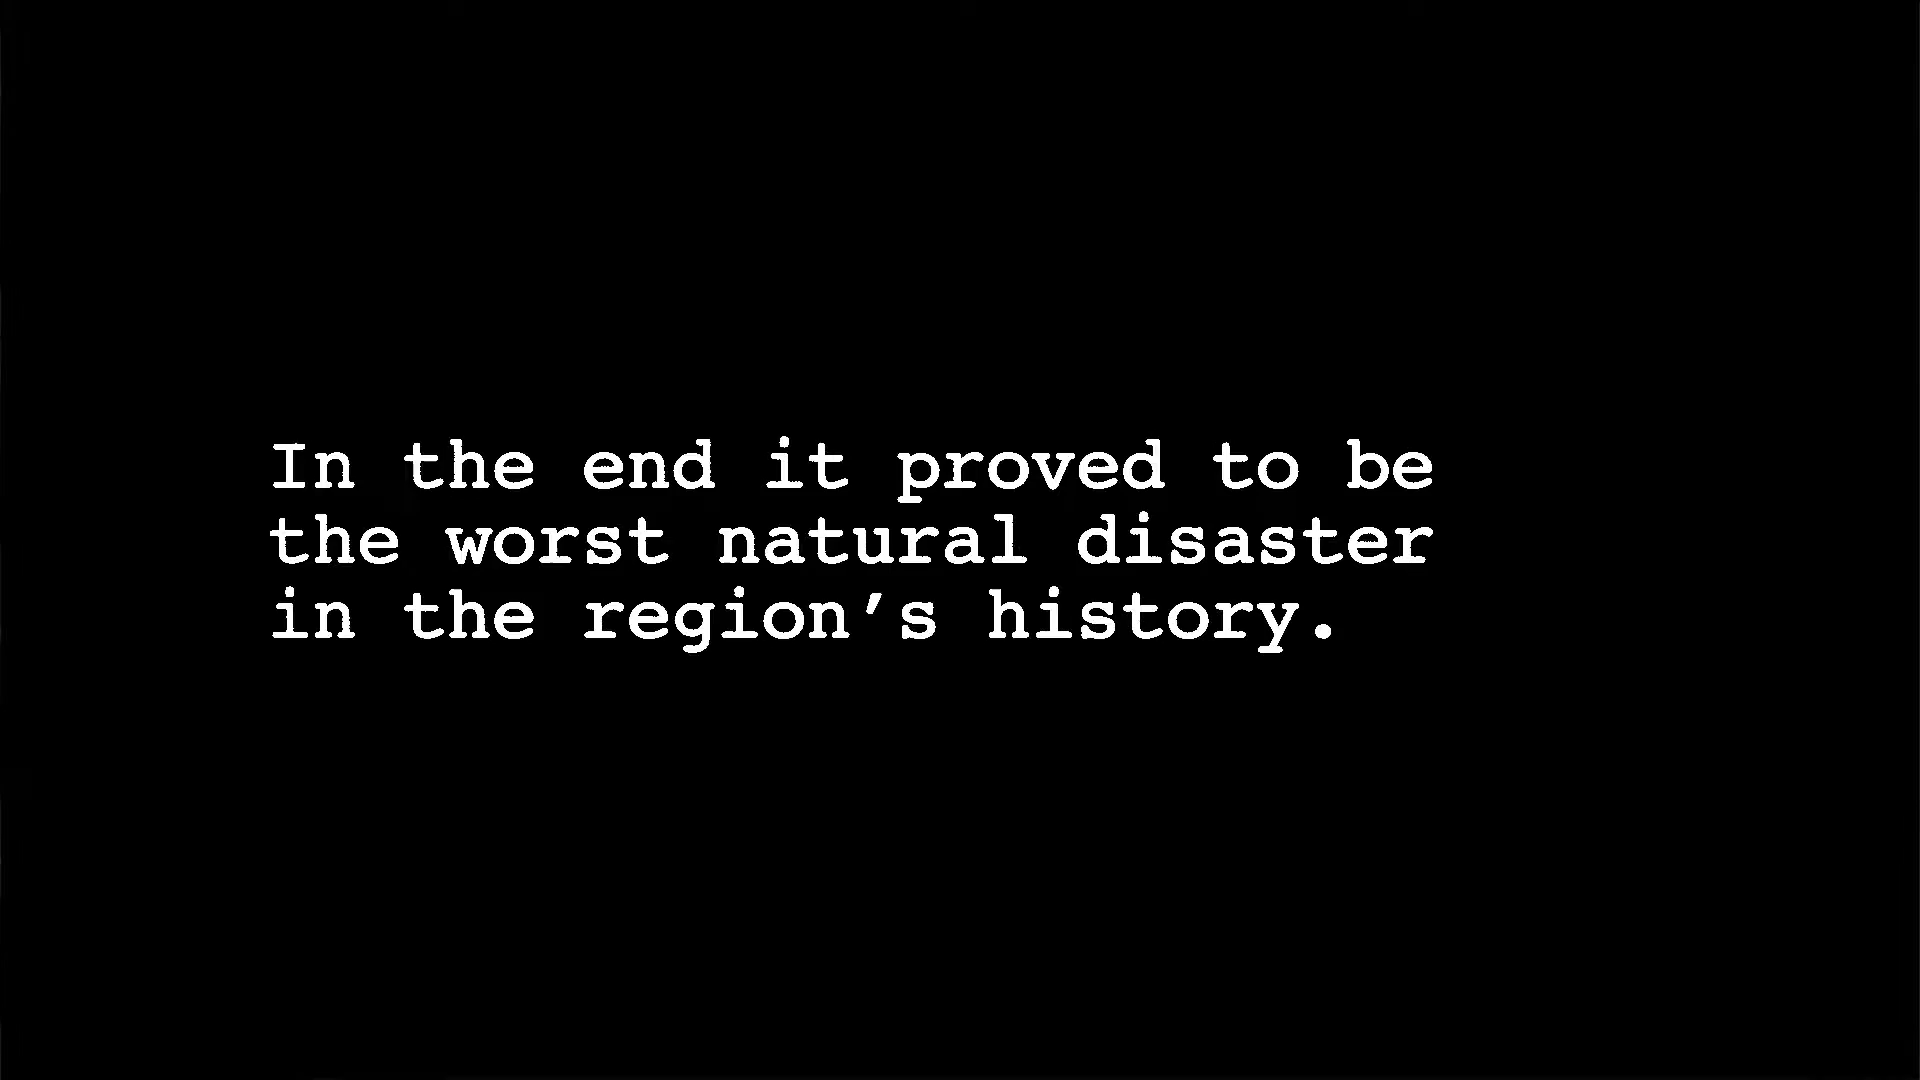 In the end it proved to be
the worst natural disaster
in the region’s history.